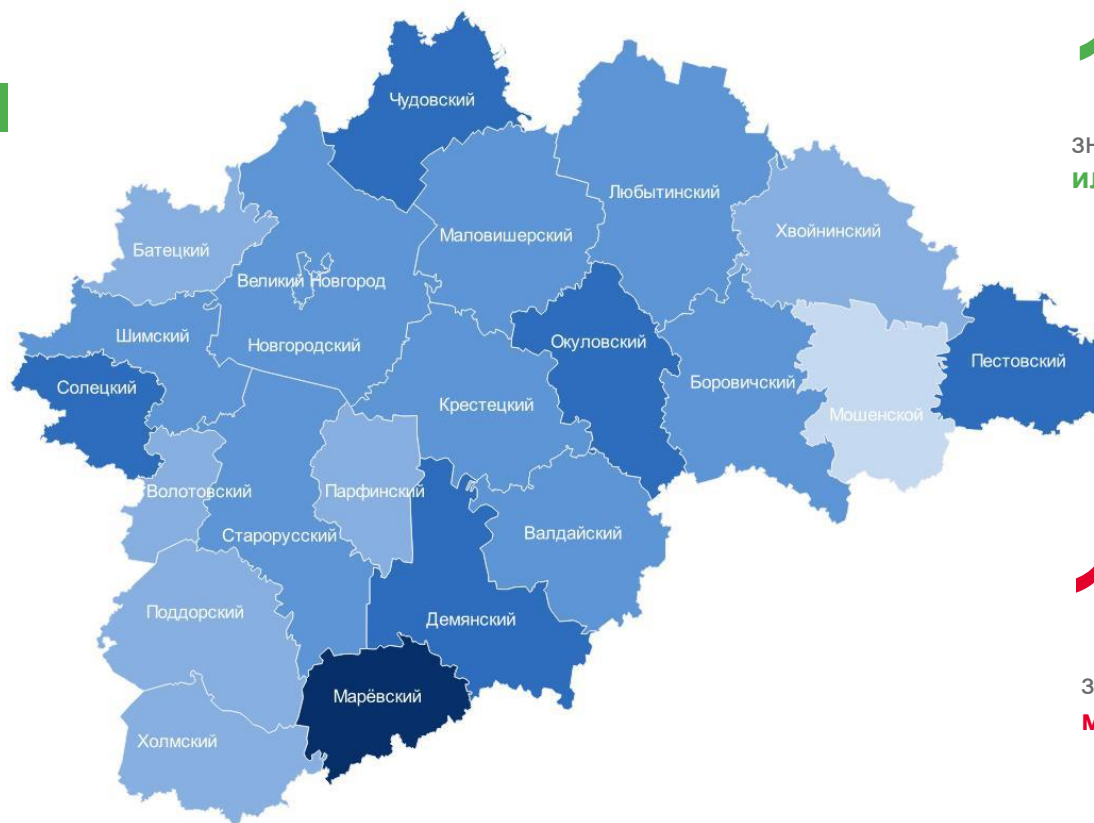 Чудовский
Любытинский
Хвойнинский
Маловишерский
Батецкий
Великий Новгород
Шимский
Новгородский
Окуловский
Пестовский
Солецкий
Боровичский
Крестецкий
Мошенской
Волотовский
Парфинский
Старорусский
Валдайский
Поддорский
Демянский
Марёвский
Холмский